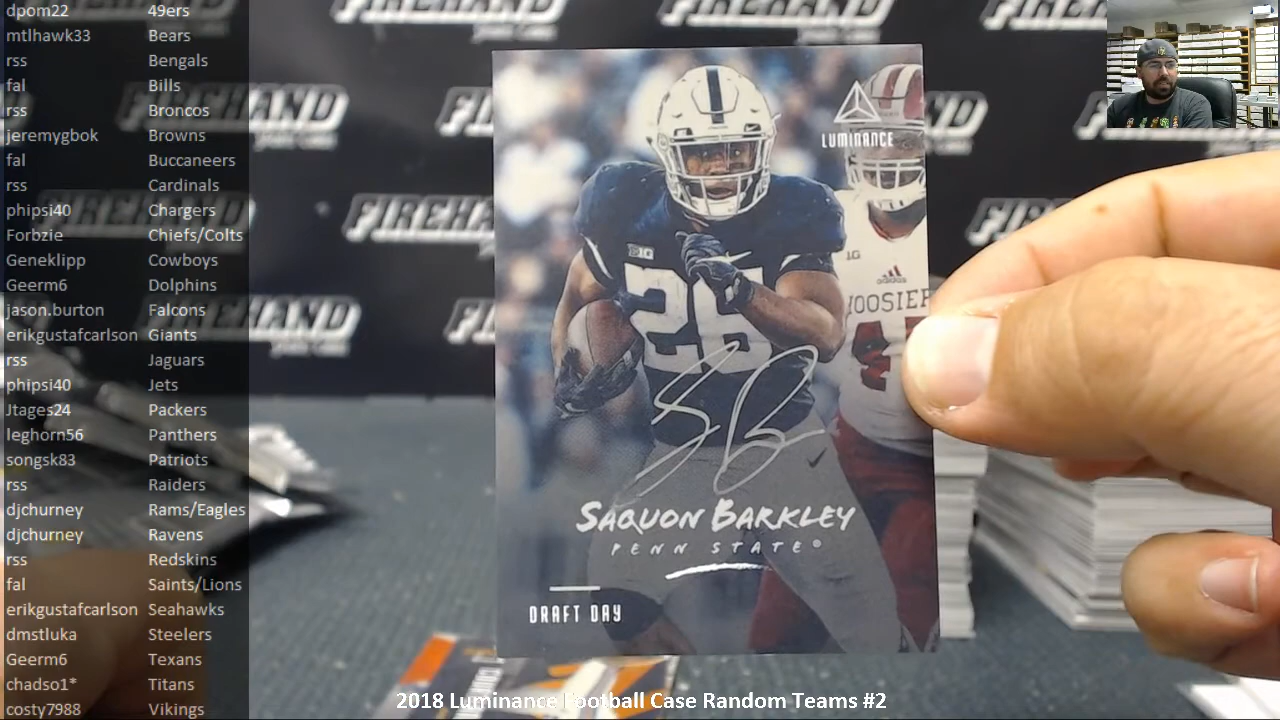 dpom22 49ers
mtlhawk33 Bears
rss Bengals
fal Bills
rss Broncos
jeremygbok Browns
fal Buccaneers
rss Cardinals
phipsi40 Chargers
Forbzie Chiefs/Colts
Geneklipp Cowboys
Geerm6 Dolphins
jason.burton Falcons
erikgustafcarlson Giants
rss Jaguars
phipsi40 Jets
Jtages24 Packers
leghorn56 Panthers
songsk83 Patriots
rss Raiders
djchurney Rams/Eagles
djchurney Ravens
rss Redskins
fal Saints/Lions
erikgustafcarlson Seahawks
dmstluka Steelers
Geerm6 Texans
chadso1* Titans
costy7988 Vikings
FIREHAND
FIREHAND
LUMINANCE
26
adidas
HOOSIER
SAQUON BARKLEY
PENN STATE®
DRAFT DAY
2018 Luminance Football Case Random Teams #2